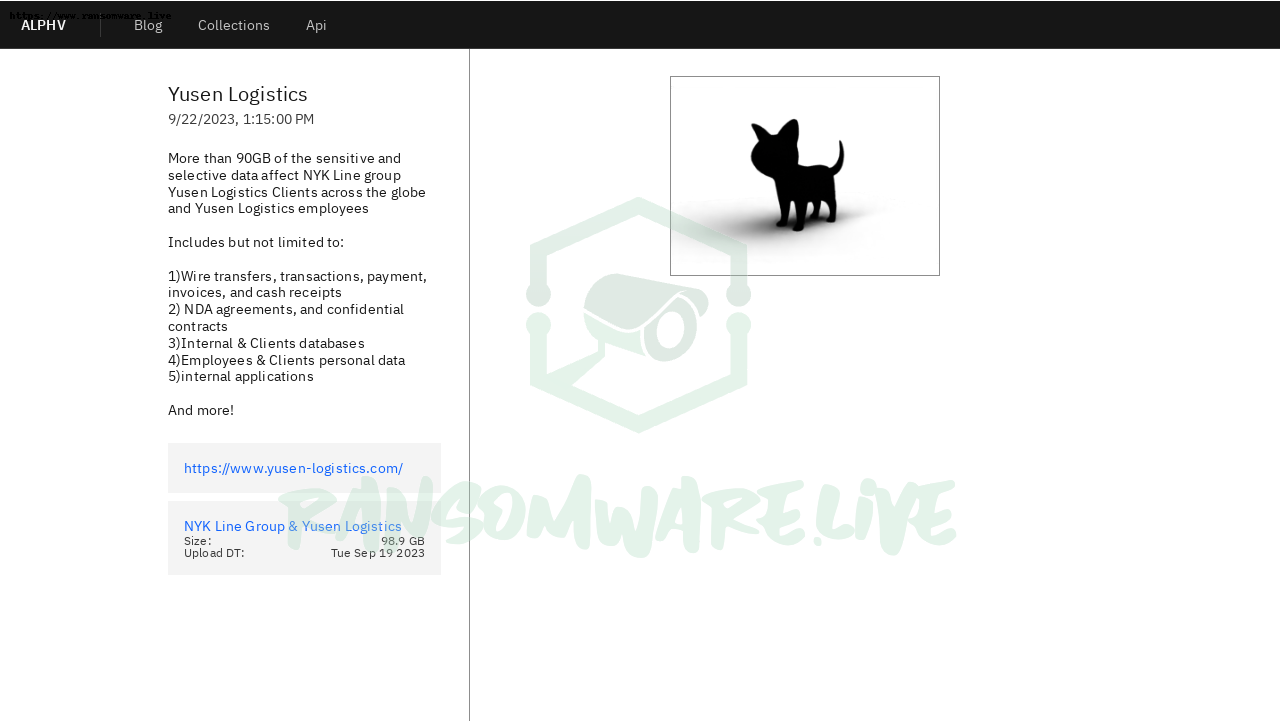 https://www.ransomware.live
ALPHV
Blog
Collections
Api
Yusen Logistics
9/22/2023, 1:15:00 PM
More than 90GB of the sensitive and
selective data affect NYK Line group
Yusen Logistics Clients across the globe
and Yusen Logistics employees
Includes but not limited to:
1)Wire transfers, transactions, payment,
invoices, and cash receipts
2) NDA agreements, and confidential
contracts
3)Internal & Clients databases
4)Employees & Clients personal data
5)internal applications
And more!
https://www.yusen-logistics.com/
NYK Line Group & Yusen Logistics
Size: 98.9 GB
Upload DT: Tue Sep 19 2023
RANSOMWARE.LIVE